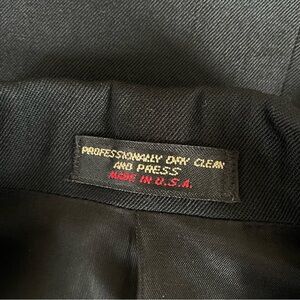 PROFESSIONALLY DRY CLEAN
AND PRESS
MADE IN U.S.A.